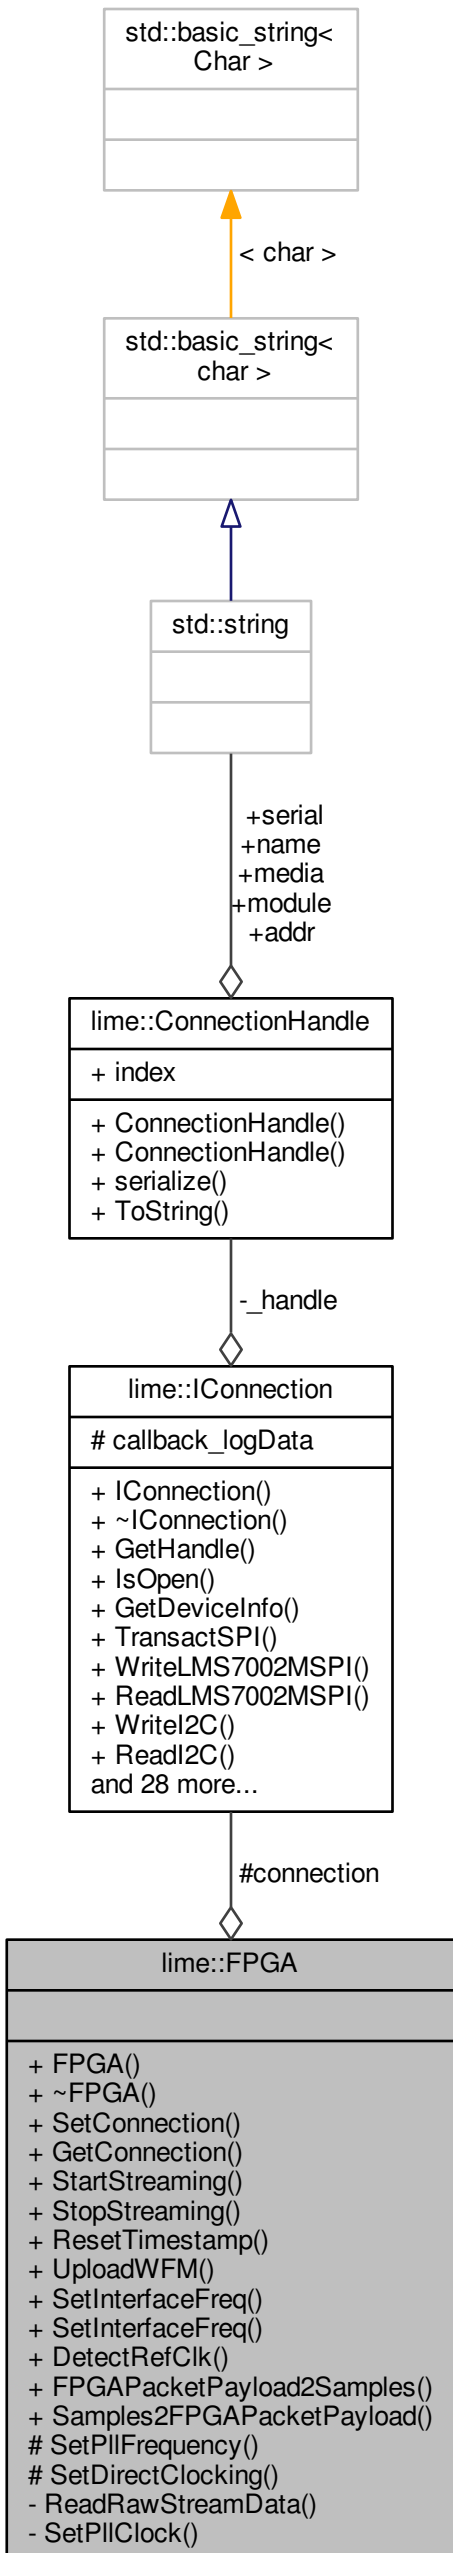 std::basic_string<
Char >
< char >
std::basic_string<
char >
std::string
+serial
+name
+media
+module
+addr
lime::ConnectionHandle
+ index
+ ConnectionHandle()
+ ConnectionHandle()
+ serialize()
+ ToString()
-_handle
lime::IConnection
# callback_logData
+ IConnection()
+ ~IConnection()
+ GetHandle()
+ IsOpen()
+ GetDeviceInfo()
+ TransactSPI()
+ WriteLMS7002MSPI()
+ ReadLMS7002MSPI()
+ WriteI2C()
+ ReadI2C()
and 28 more...
#connection
lime::FPGA
+ FPGA()
+ ~FPGA()
+ SetConnection()
+ GetConnection()
+ StartStreaming()
+ StopStreaming()
+ ResetTimestamp()
+ UploadWFM()
+ SetInterfaceFreq()
+ SetInterfaceFreq()
+ DetectRefClk()
+ FPGAPacketPayload2Samples()
+ Samples2FPGAPacketPayload()
# SetPllFrequency()
# SetDirectClocking()
- ReadRawStreamData()
- SetPllClock()